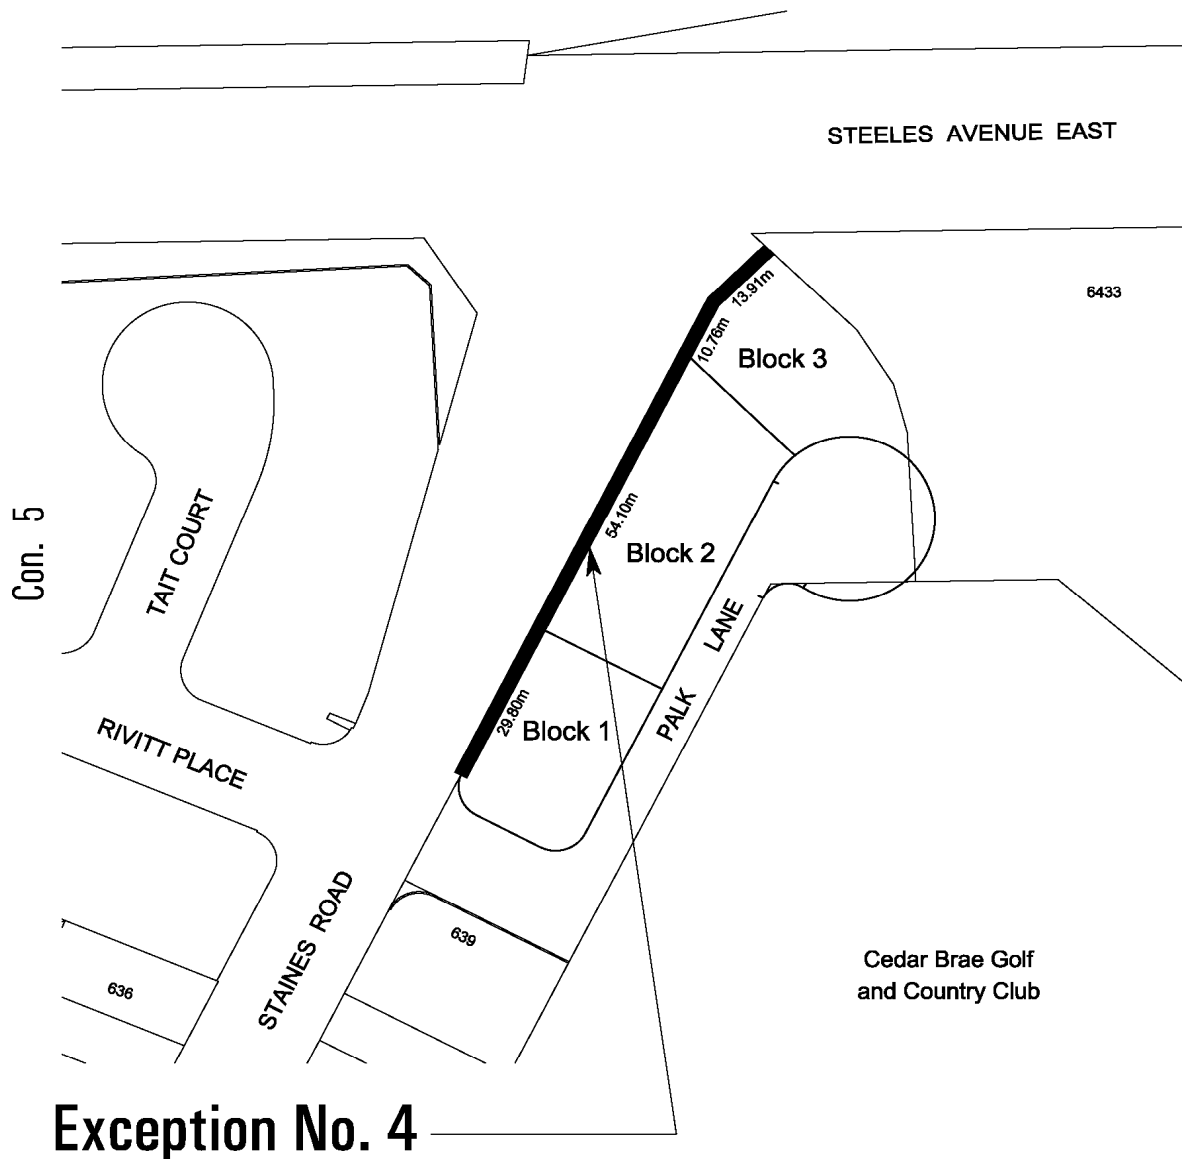 STEELES AVENUE EAST
6433
13.91m
10.76m
Block 3
54.10m
Block 2
Con. 5
TAIT COURT
PALK LANE
29.80m
Block 1
RIVITT PLACE
STAINES ROAD
639
636
Cedar Brae Golf
and Country Club
Exception No. 4